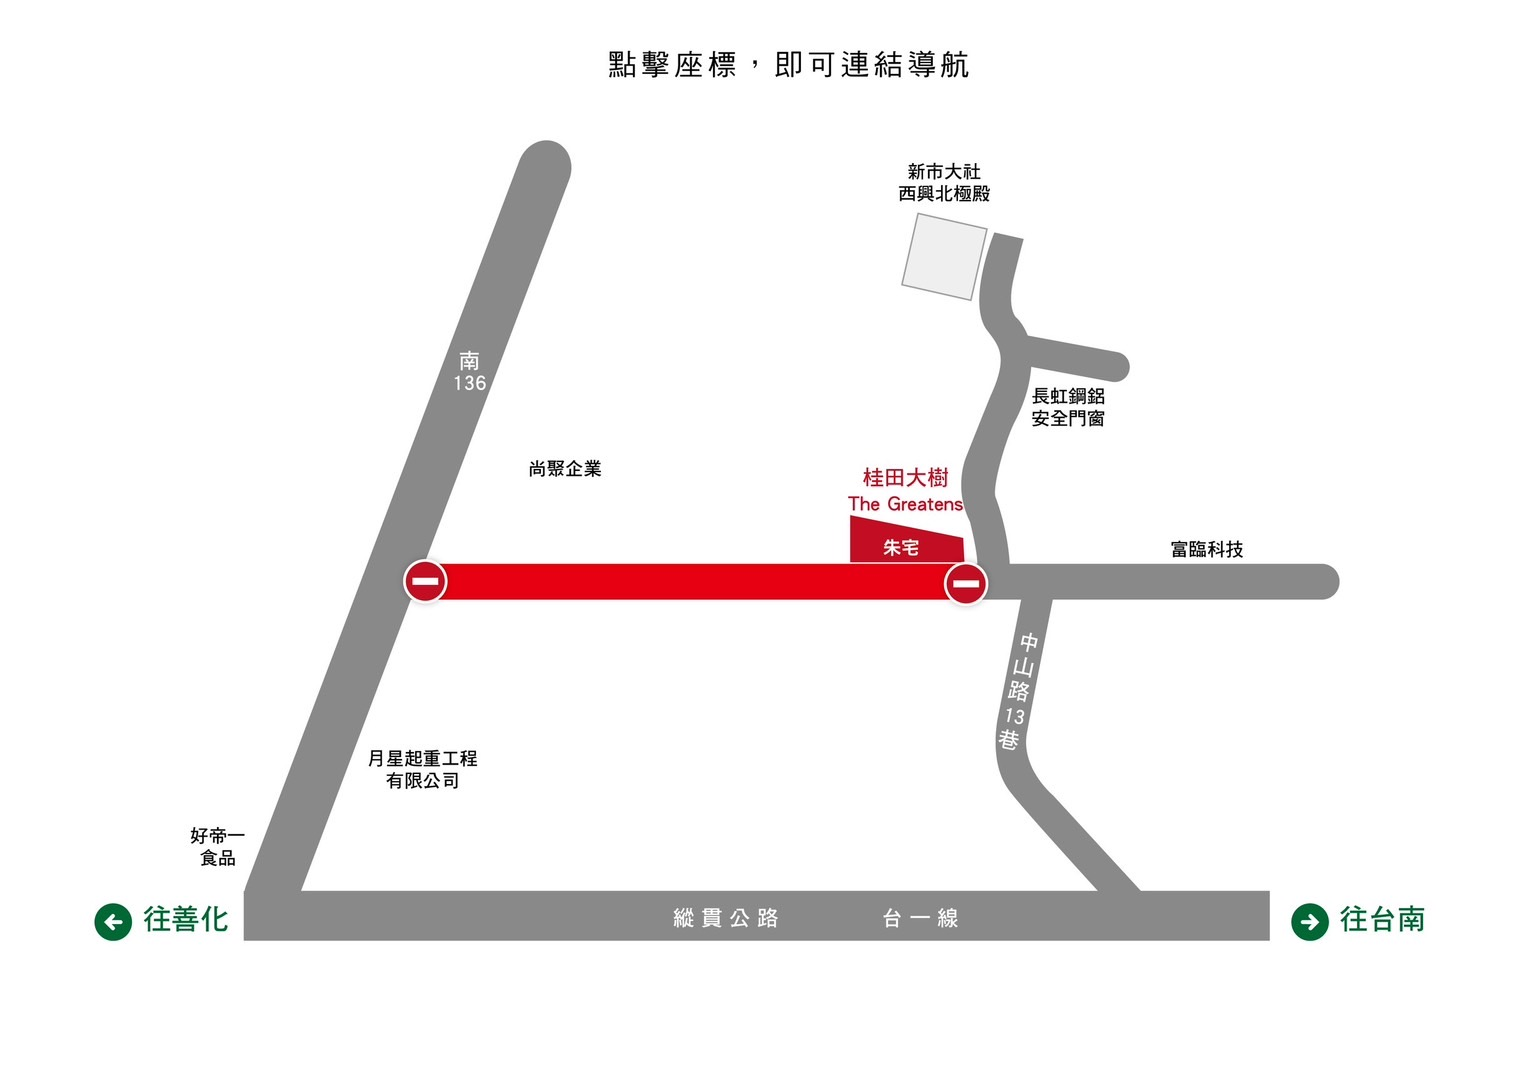 點擊座標，即可連結導航
新市大社
西興北極殿
南
136
長虹鋼鋁
安全門窗
尚聚企業
桂田大樹
The Greatens
朱宅
富臨科技
中山路13巷
月星起重工程
有限公司
好帝一
食品
往善化
縱貫公路 台一線
往台南